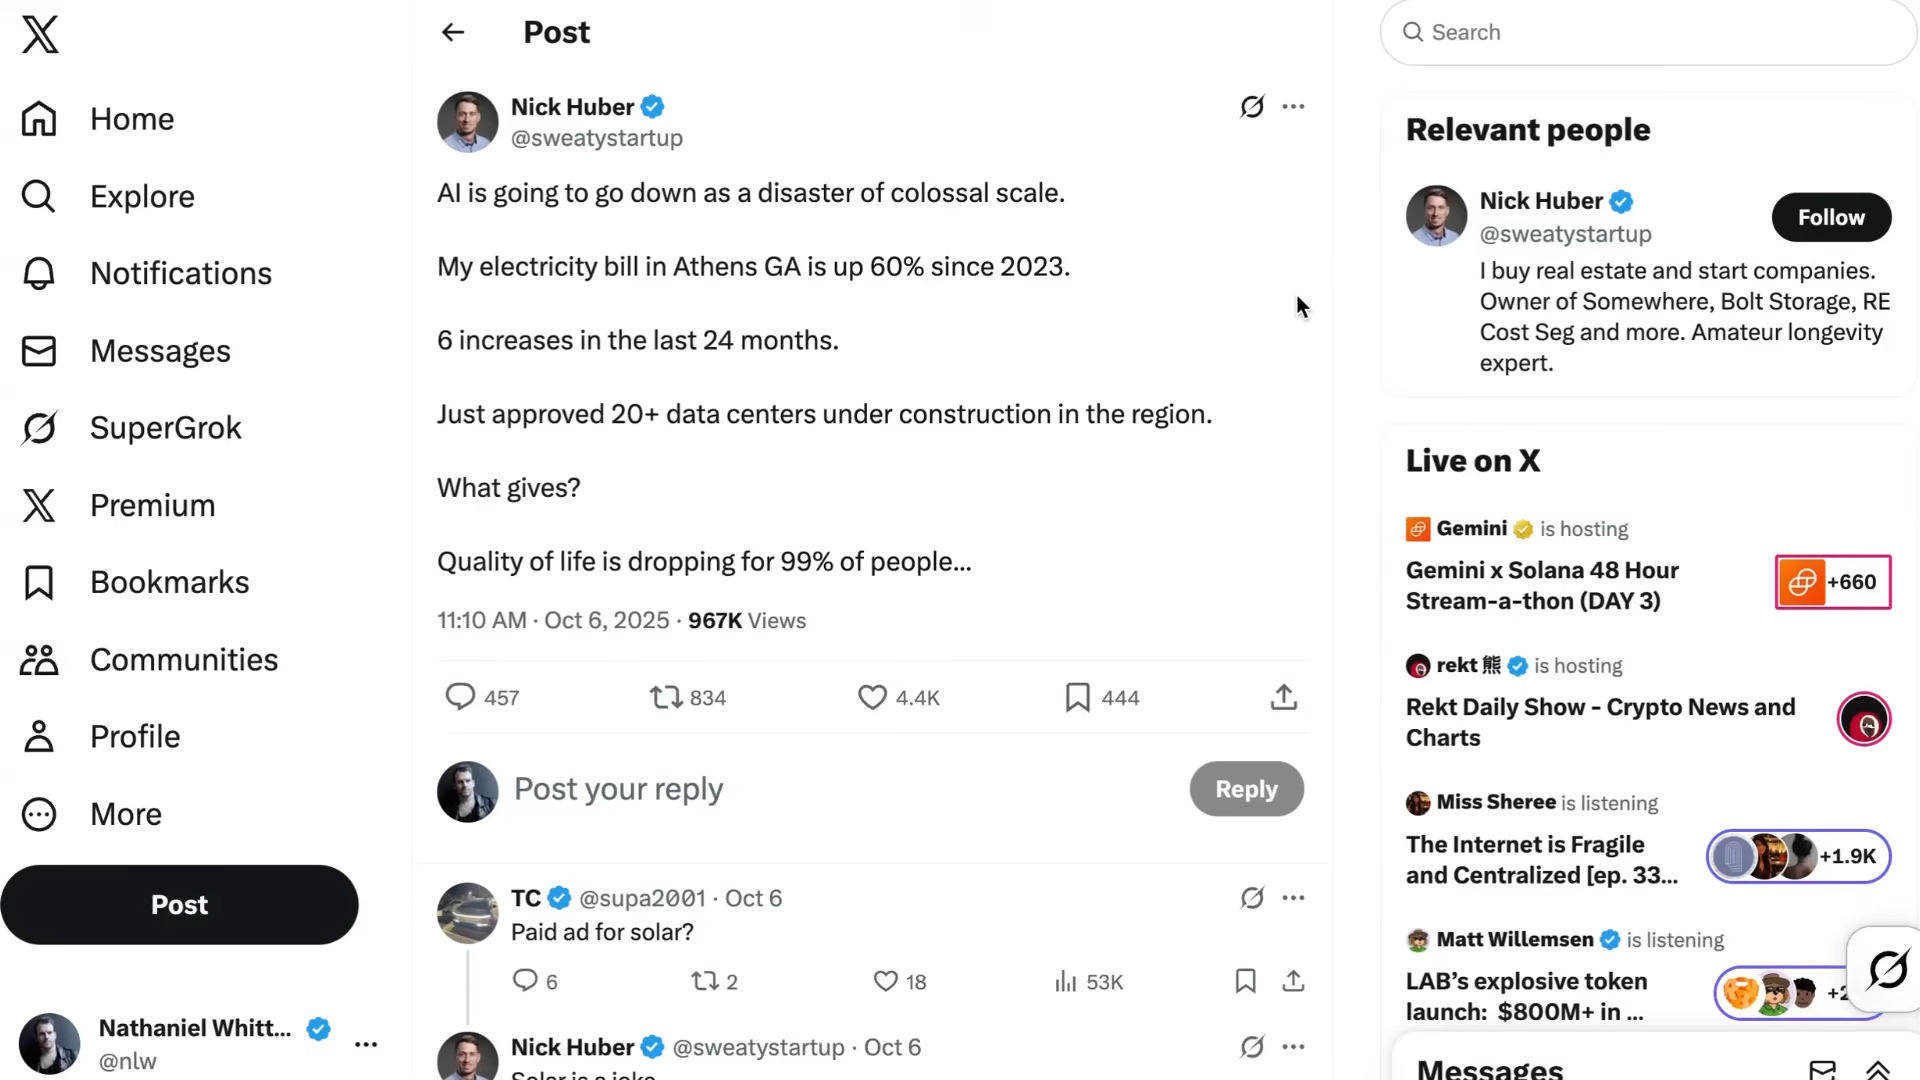 Home
Explore
Notifications
Messages
SuperGrok
Premium
Bookmarks
Communities
Profile
More
Post
Nathaniel Whitt...
@nlw
Post
Nick Huber
@sweatystartup
AI is going to go down as a disaster of colossal scale.
My electricity bill in Athens GA is up 60% since 2023.
6 increases in the last 24 months.
Just approved 20+ data centers under construction in the region.
What gives?
Quality of life is dropping for 99% of people...
11:10 AM · Oct 6, 2025 · 967K Views
457 834 4.4K 444
Post your reply
Reply
TC @supa2001 · Oct 6
Paid ad for solar?
6 2 18 53K
Nick Huber @sweatystartup · Oct 6
Solar is a joke
Search
Relevant people
Nick Huber
@sweatystartup
Follow
I buy real estate and start companies.
Owner of Somewhere, Bolt Storage, RE
Cost Seg and more. Amateur longevity
expert.
Live on X
Gemini is hosting
Gemini x Solana 48 Hour
Stream-a-thon (DAY 3)
+660
rekt 熊 is hosting
Rekt Daily Show - Crypto News and
Charts
Miss Sheree is listening
The Internet is Fragile
and Centralized [ep. 33...
+1.9K
Matt Willemsen is listening
LAB's explosive token
launch: $800M+ in ...
Messages